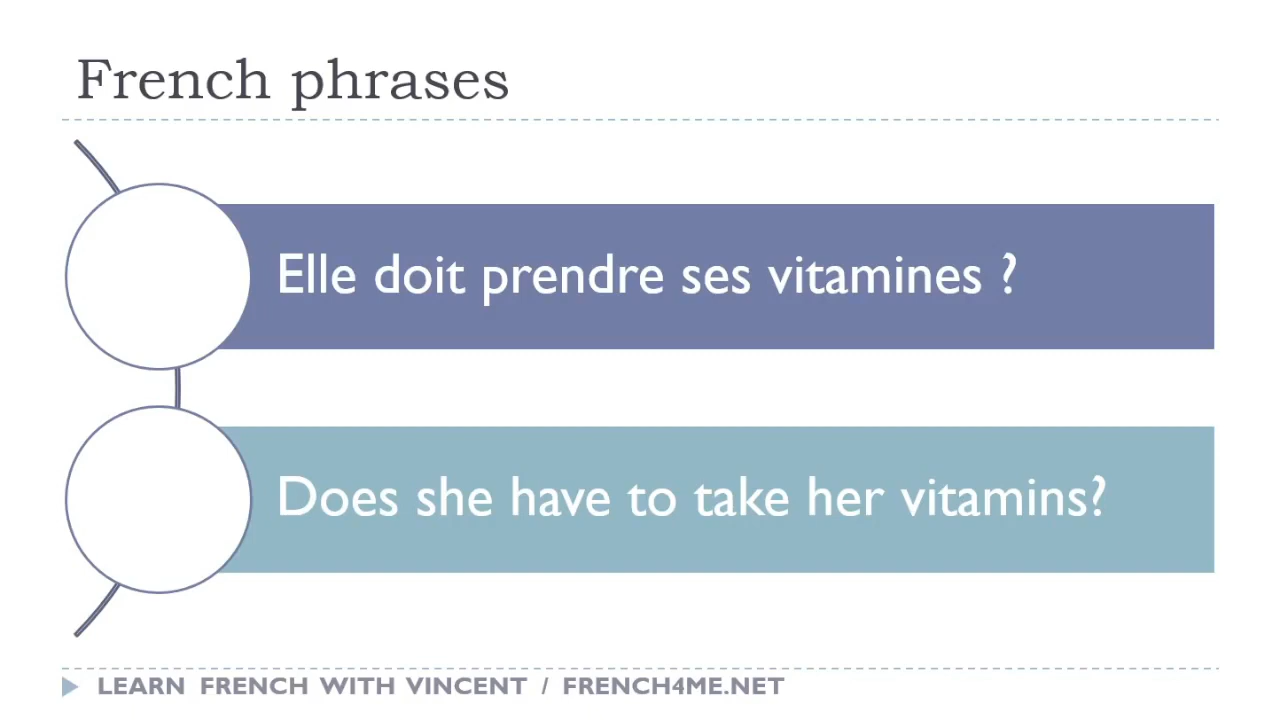 French phrases
Elle doit prendre ses vitamines ?
Does she have to take her vitamins?
LEARN FRENCH WITH VINCENT / FRENCH4ME.NET